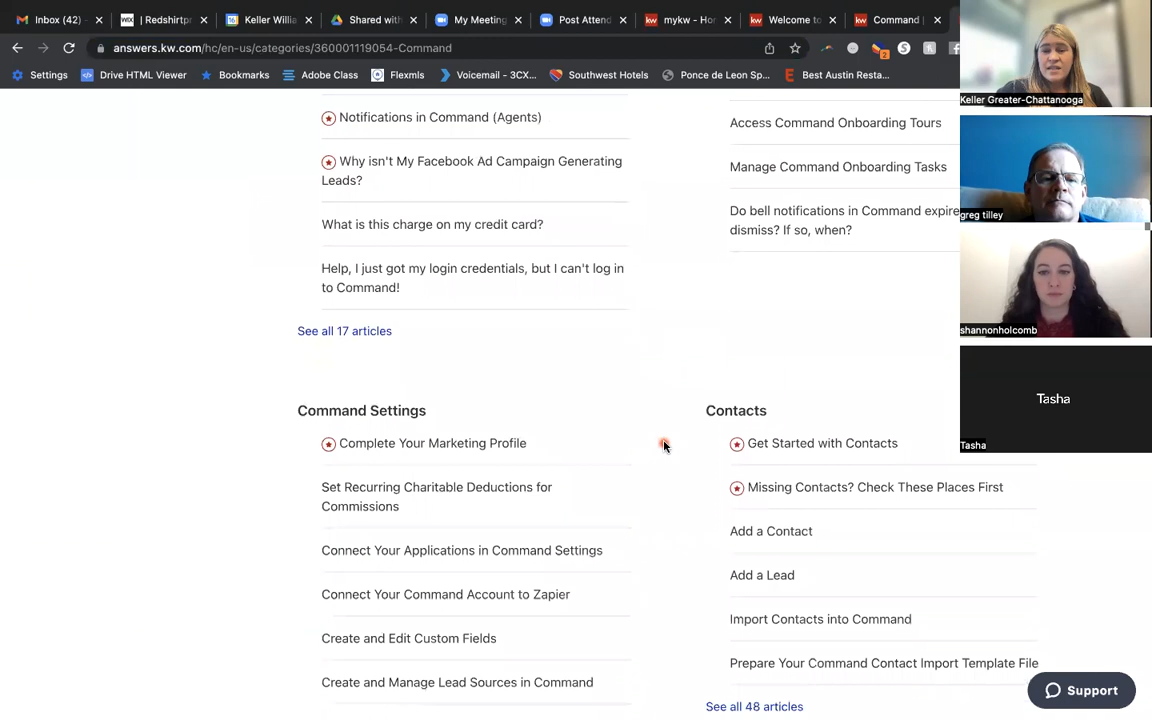 Inbox (42)
| Redshirtpr
Keller Willia
Shared with
My Meeting
Post Attend
mykw - Hor
Welcome to
Command |
answers.kw.com/hc/en-us/categories/360001119054-Command
Settings
Drive HTML Viewer
Bookmarks
Adobe Class
Flexmls
Voicemail - 3CX...
Southwest Hotels
Ponce de Leon Sp...
Best Austin Resta...
Notifications in Command (Agents)
Why isn't My Facebook Ad Campaign Generating
Leads?
What is this charge on my credit card?
Help, I just got my login credentials, but I can't log in
to Command!
See all 17 articles
Access Command Onboarding Tours
Manage Command Onboarding Tasks
Do bell notifications in Command expire
dismiss? If so, when?
Command Settings
Complete Your Marketing Profile
Set Recurring Charitable Deductions for
Commissions
Connect Your Applications in Command Settings
Connect Your Command Account to Zapier
Create and Edit Custom Fields
Create and Manage Lead Sources in Command
Contacts
Get Started with Contacts
Missing Contacts? Check These Places First
Add a Contact
Add a Lead
Import Contacts into Command
Prepare Your Command Contact Import Template File
See all 48 articles
Support
Keller Greater-Chattanooga
greg tilley
shannonholcomb
Tasha
Tasha